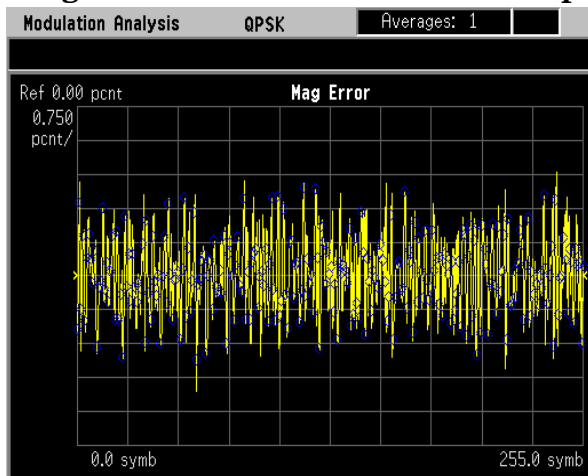 Modulation Analysis QPSK Averages: 1
Ref 0.00 pcnt Mag Error
0.750
pcnt/
0.0 symb 255.0 symb